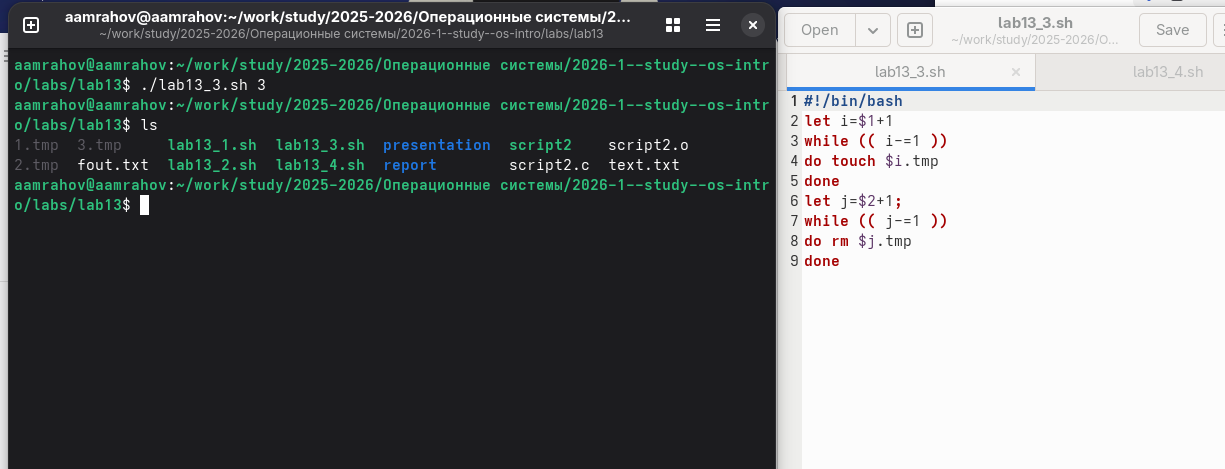 aamrahov@aamrahov:~/work/study/2025-2026/Операционные системы/2...
~/work/study/2025-2026/Операционные системы/2026-1--study--os-intro/labs/lab13
aamrahov@aamrahov:~/work/study/2025-2026/Операционные системы/2026-1--study--os-intr
o/labs/lab13$ ./lab13_3.sh 3
aamrahov@aamrahov:~/work/study/2025-2026/Операционные системы/2026-1--study--os-intr
o/labs/lab13$ ls
1.tmp 3.tmp lab13_1.sh lab13_3.sh presentation script2 script2.o
2.tmp fout.txt lab13_2.sh lab13_4.sh report script2.c text.txt
aamrahov@aamrahov:~/work/study/2025-2026/Операционные системы/2026-1--study--os-intr
o/labs/lab13$
Open
lab13_3.sh
~/work/study/2025-2026/О...
Save
lab13_3.sh × lab13_4.sh
1 #!/bin/bash
2 let i=$1+1
3 while (( i-=1 ))
4 do touch $i.tmp
5 done
6 let j=$2+1;
7 while (( j-=1 ))
8 do rm $j.tmp
9 done